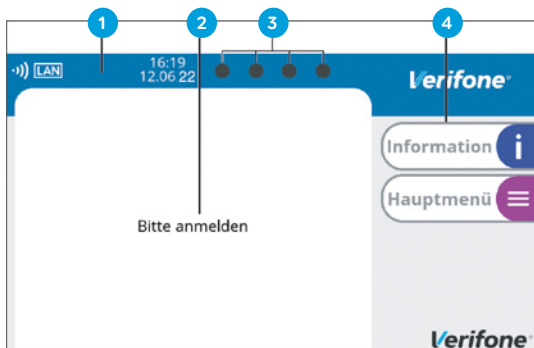 1 2 3 4
LAN
16:19
12.06 22
Verifone
Information i
Hauptmenü
Bitte anmelden
Verifone